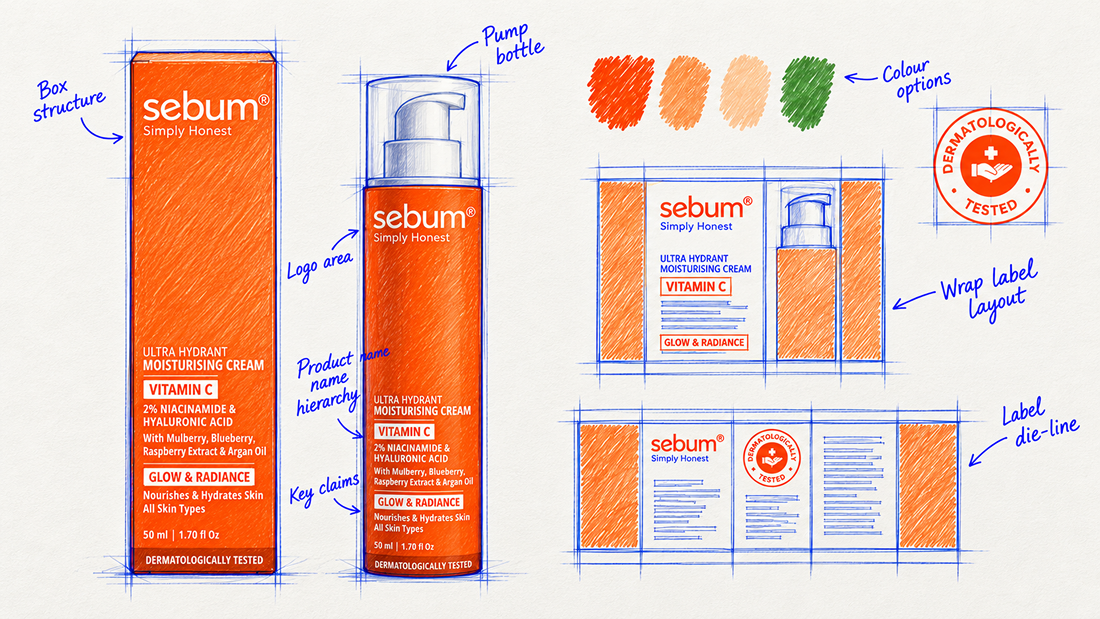 Box
structure
sebum®
Simply Honest
ULTRA HYDRANT
MOISTURISING CREAM
VITAMIN C
2% NIACINAMIDE &
HYALURONIC ACID
With Mulberry, Blueberry,
Raspberry Extract & Argan Oil
GLOW & RADIANCE
Nourishes & Hydrates Skin
All Skin Types
50 ml | 1.70 fl Oz
DERMATOLOGICALLY TESTED
Pump
bottle
Logo area
Product name
name
hierarchy
Key claims
sebum®
Simply Honest
ULTRA HYDRANT
MOISTURISING CREAM
VITAMIN C
2% NIACINAMIDE &
HYALURONIC ACID
With Mulberry, Blueberry,
Raspberry Extract & Argan Oil
GLOW & RADIANCE
Nourishes & Hydrates Skin
All Skin Types
50 ml | 1.70 fl Oz
DERMATOLOGICALLY TESTED
Colour
options
DERMATOLOGICALLY
TESTED
sebum®
Simply Honest
ULTRA HYDRANT
MOISTURISING CREAM
VITAMIN C
GLOW & RADIANCE
Wrap label
layout
sebum®
Simply Honest
DERMATOLOGICALLY
TESTED
Label
die-line